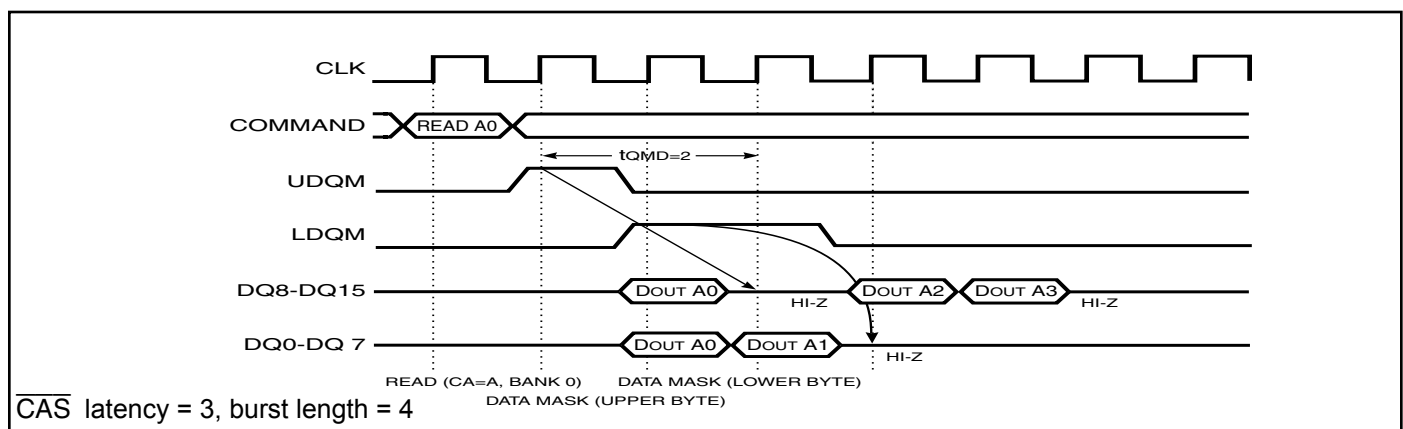 CLK
COMMAND READ A0
tQMD=2
UDQM
LDQM
DQ8-DQ15 DOUT A0 HI-Z DOUT A2 DOUT A3 HI-Z
DQ0-DQ 7 DOUT A0 DOUT A1 HI-Z
READ (CA=A, BANK 0) DATA MASK (LOWER BYTE)
DATA MASK (UPPER BYTE)
CAS latency = 3, burst length = 4